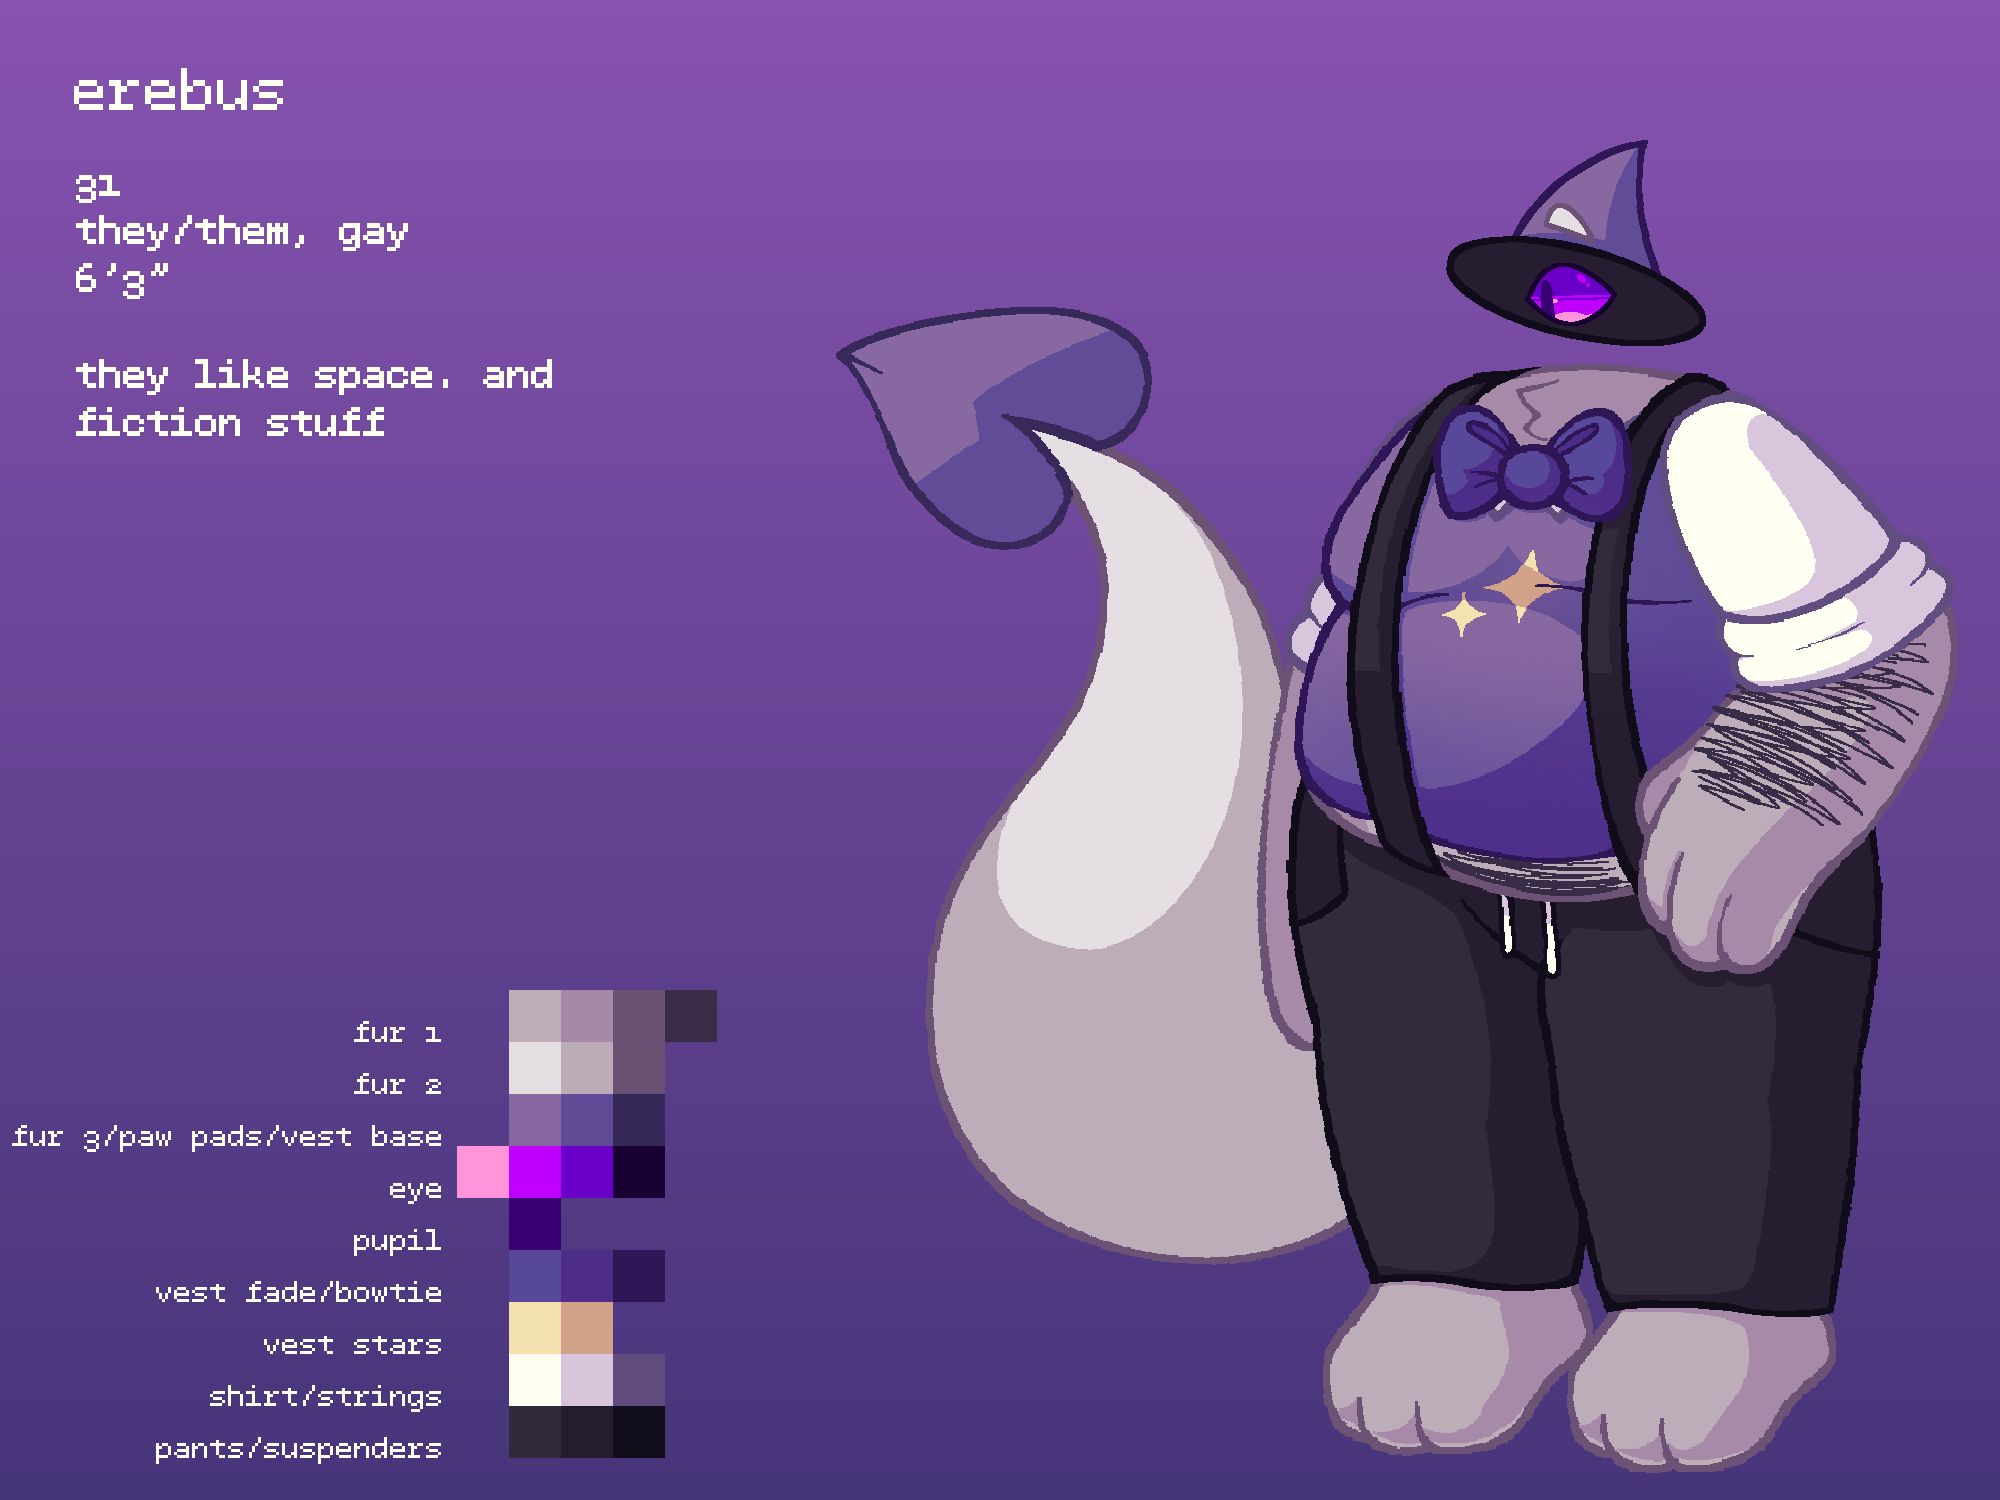 erebus
31
they/them, gay
6'3"
they like space. and
fiction stuff
fur 1
fur 2
fur 3/paw pads/vest base
eye
pupil
vest fade/bowtie
vest stars
shirt/strings
pants/suspenders